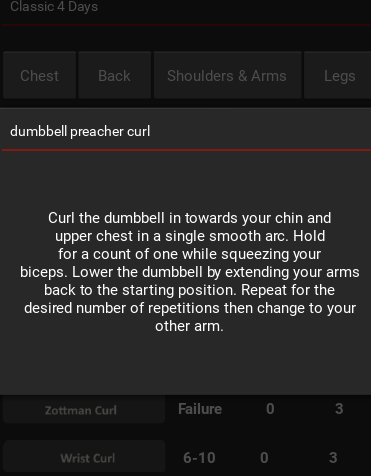 Classic 4 Days
Chest Back Shoulders & Arms Legs
dumbbell preacher curl
Curl the dumbbell in towards your chin and
upper chest in a single smooth arc. Hold
for a count of one while squeezing your
biceps. Lower the dumbbell by extending your arms
back to the starting position. Repeat for the
desired number of repetitions then change to your
other arm.
Zottman Curl Failure 0 3
Wrist Curl 6-10 0 3